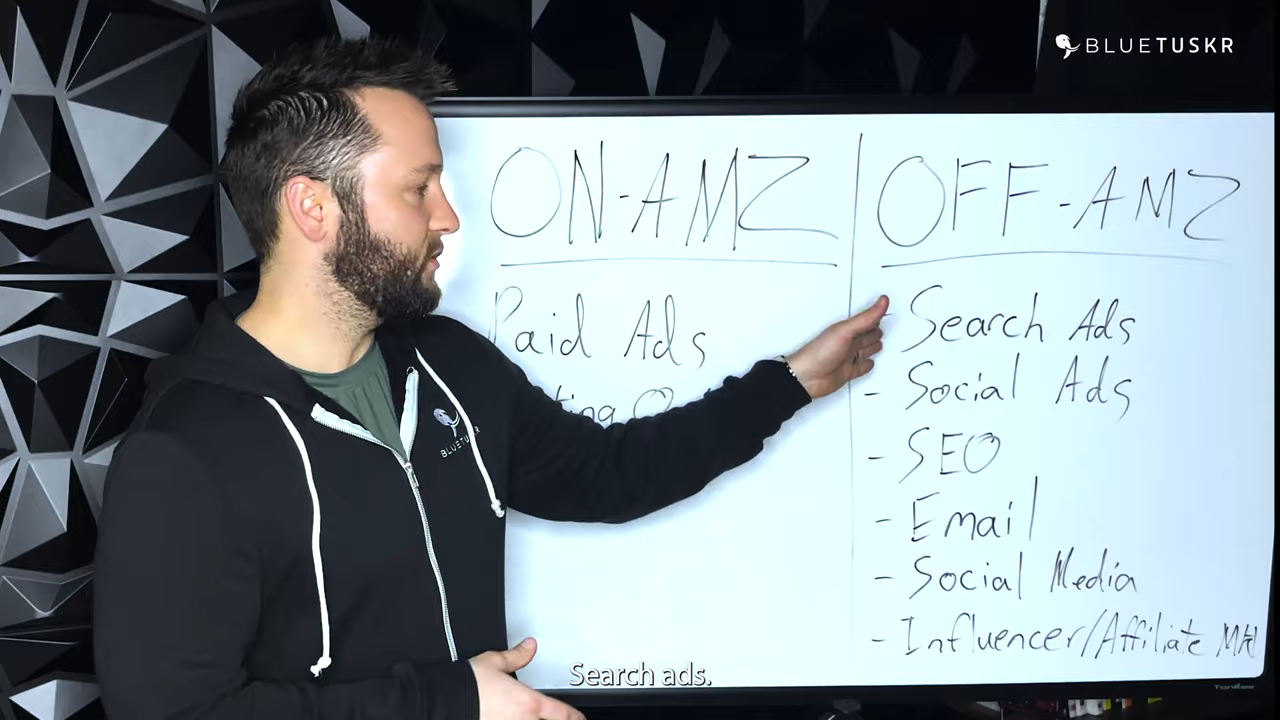 BLUETUSKR
ON-AMZ
OFF-AMZ
Paid Ads
- Search Ads
- Social Ads
- SEO
- Email
- Social Media
- Influencer/Affiliate Mkt
BLUETUSKR
Search ads.